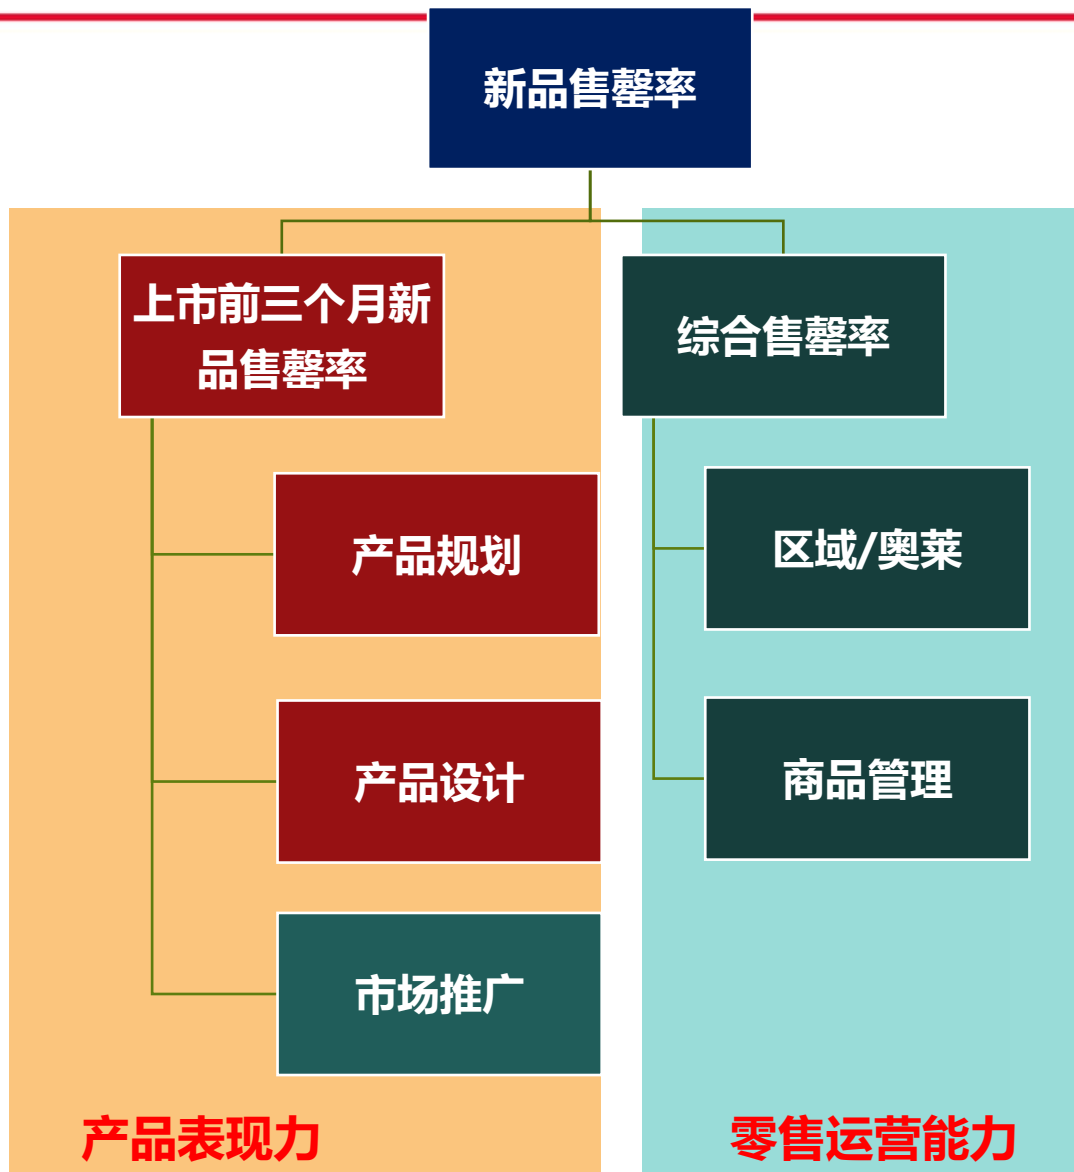 新品售罄率
上市前三个月新
品售罄率
产品规划
产品设计
市场推广
产品表现力
综合售罄率
区域/奥莱
商品管理
零售运营能力